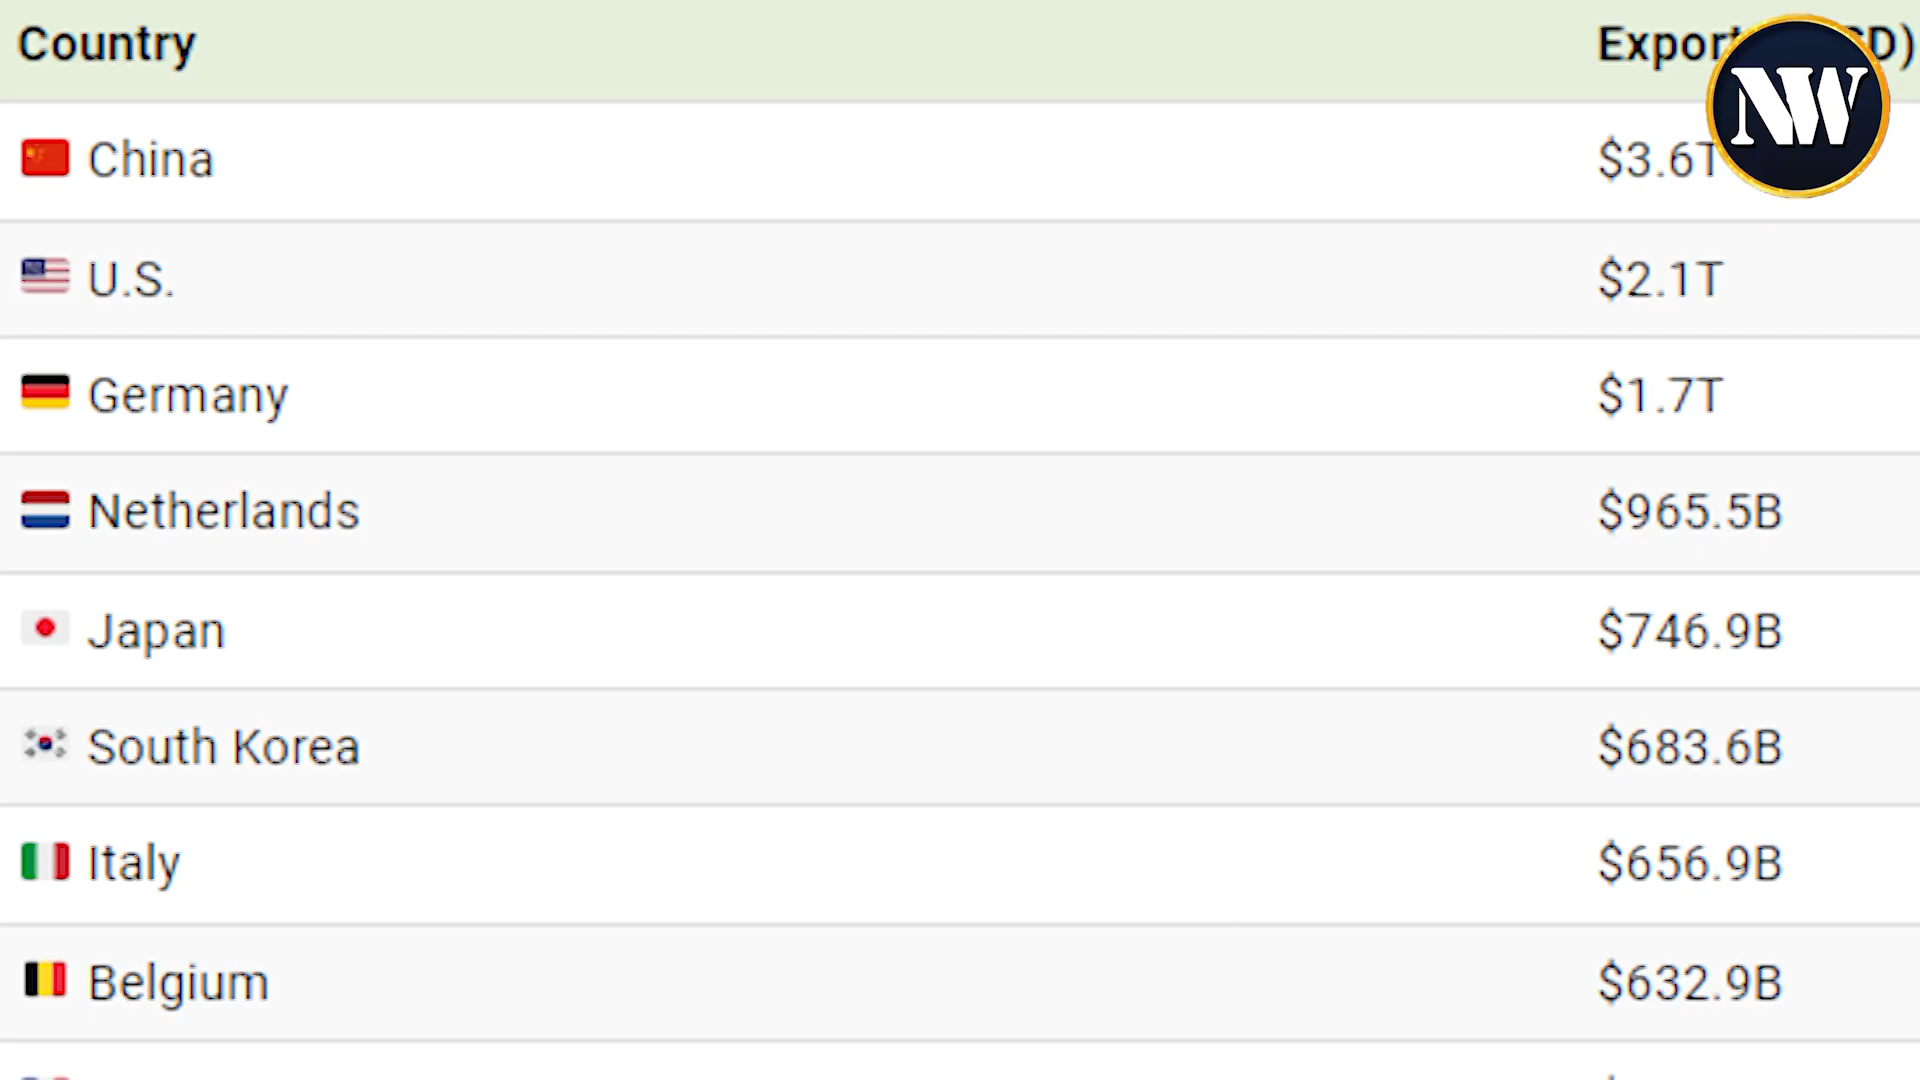 Country
China $3.6T
U.S. $2.1T
Germany $1.7T
Netherlands $965.5B
Japan $746.9B
South Korea $683.6B
Italy $656.9B
Belgium $632.9B
NW